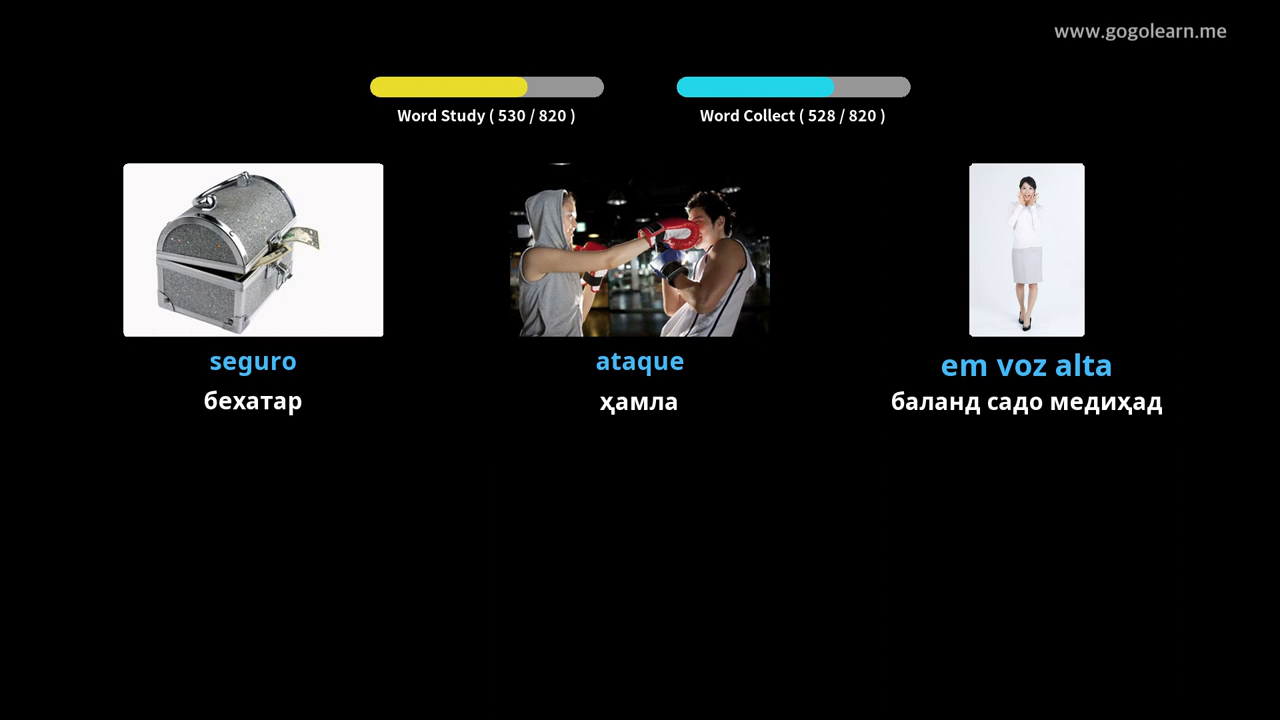 www.gogolearn.me
Word Study ( 530 / 820 )
Word Collect ( 528 / 820 )
seguro
ataque
em voz alta
бехатар
ҳамла
баланд садо медиҳад